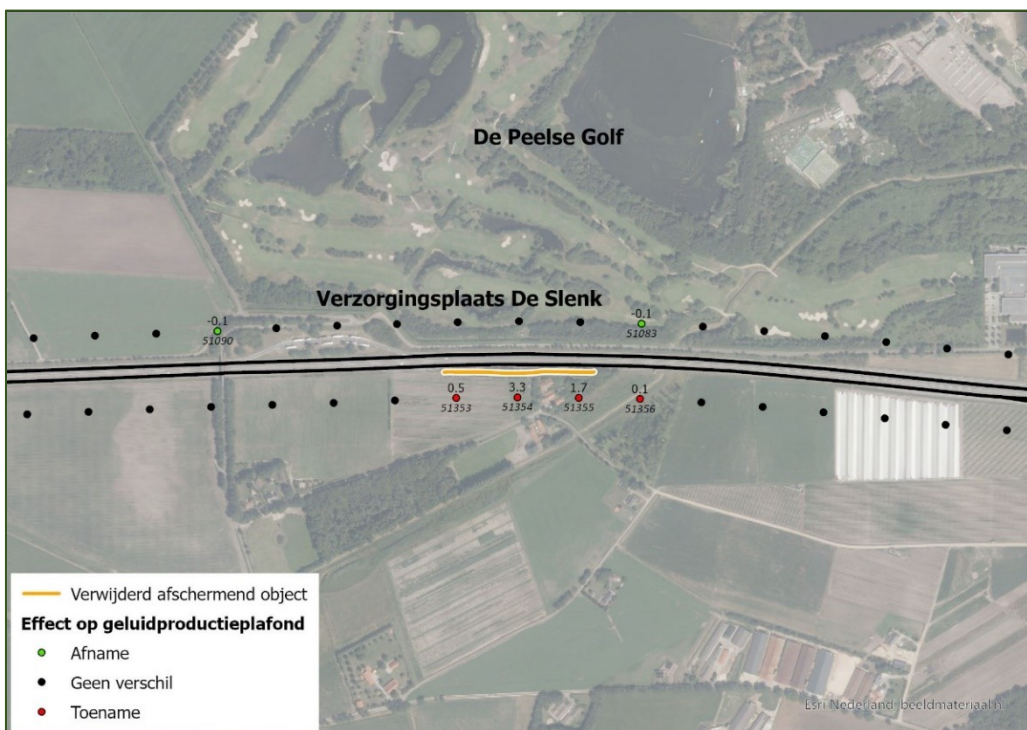 De Peelse Golf
Verzorgingsplaats De Slenk
-0.1
51090
-0.1
51083
0.5
51353
3.3
51354
1.7
51355
0.1
51356
Verwijderd afschermend object
Effect op geluidproductieplafond
Afname
Geen verschil
Toename
Esri Nederland, beeldmateriaal.n